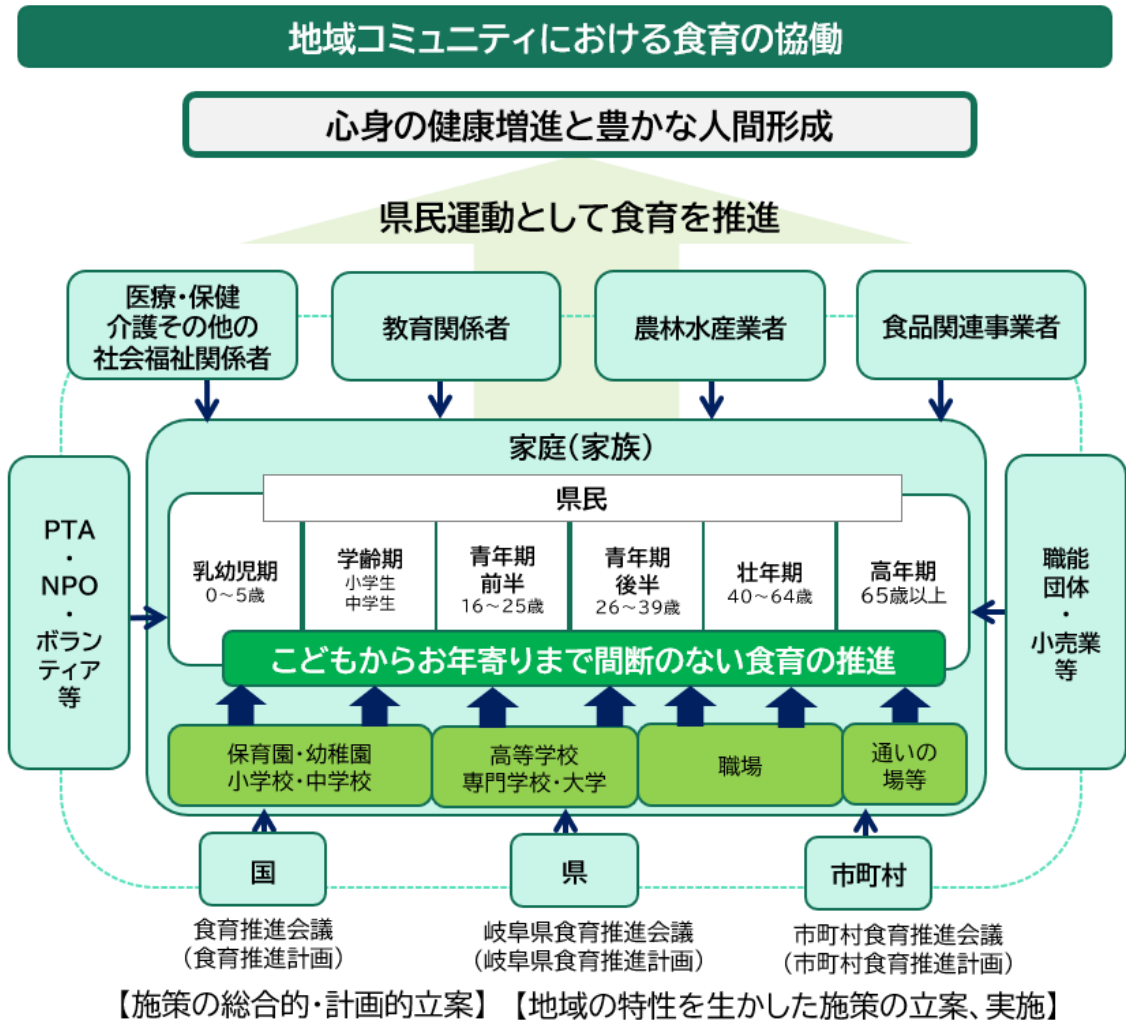 地域コミュニティにおける食育の協働
心身の健康増進と豊かな人間形成
県民運動として食育を推進
医療・保健
介護その他の
社会福祉関係者
教育関係者
農林水産業者
食品関連事業者
家庭(家族)
県民
PTA
・
NPO
・
ボラン
ティア
等
乳幼児期
0～5歳
学齢期
小学生
中学生
青年期
前半
16～25歳
青年期
後半
26～39歳
壮年期
40～64歳
高年期
65歳以上
職能
団体
・
小売業
等
こどもからお年寄りまで間断のない食育の推進
保育園・幼稚園
小学校・中学校
高等学校
専門学校・大学
職場
通いの
場等
国
県
市町村
食育推進会議
(食育推進計画)
岐阜県食育推進会議
(岐阜県食育推進計画)
市町村食育推進会議
(市町村食育推進計画)
【施策の総合的・計画的立案】
【地域の特性を生かした施策の立案、実施】